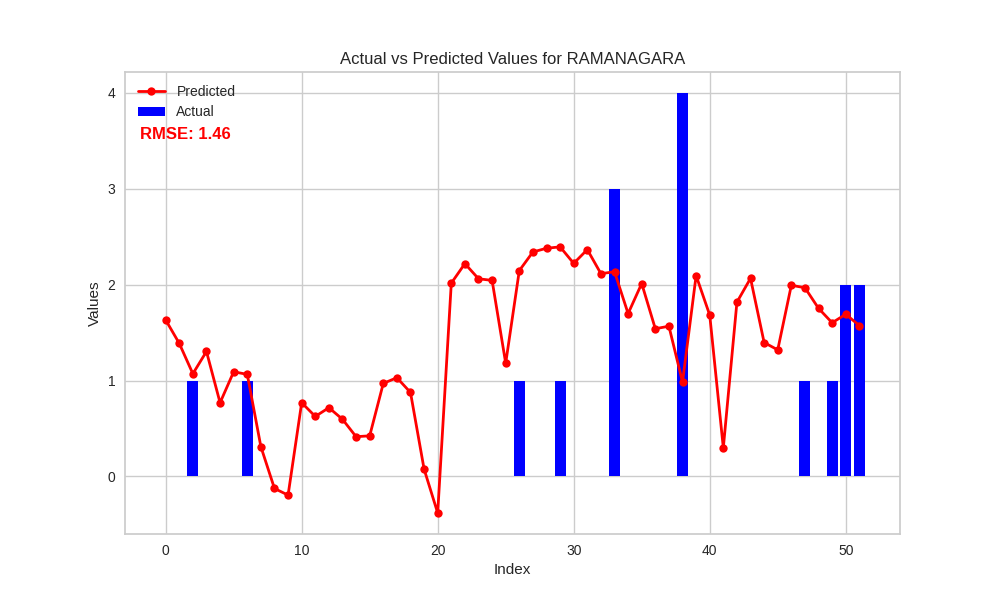 Actual vs Predicted Values for RAMANAGARA
Predicted
Actual
RMSE: 1.46
Values
4
3
2
1
0
0 10 20 30 40 50
Index